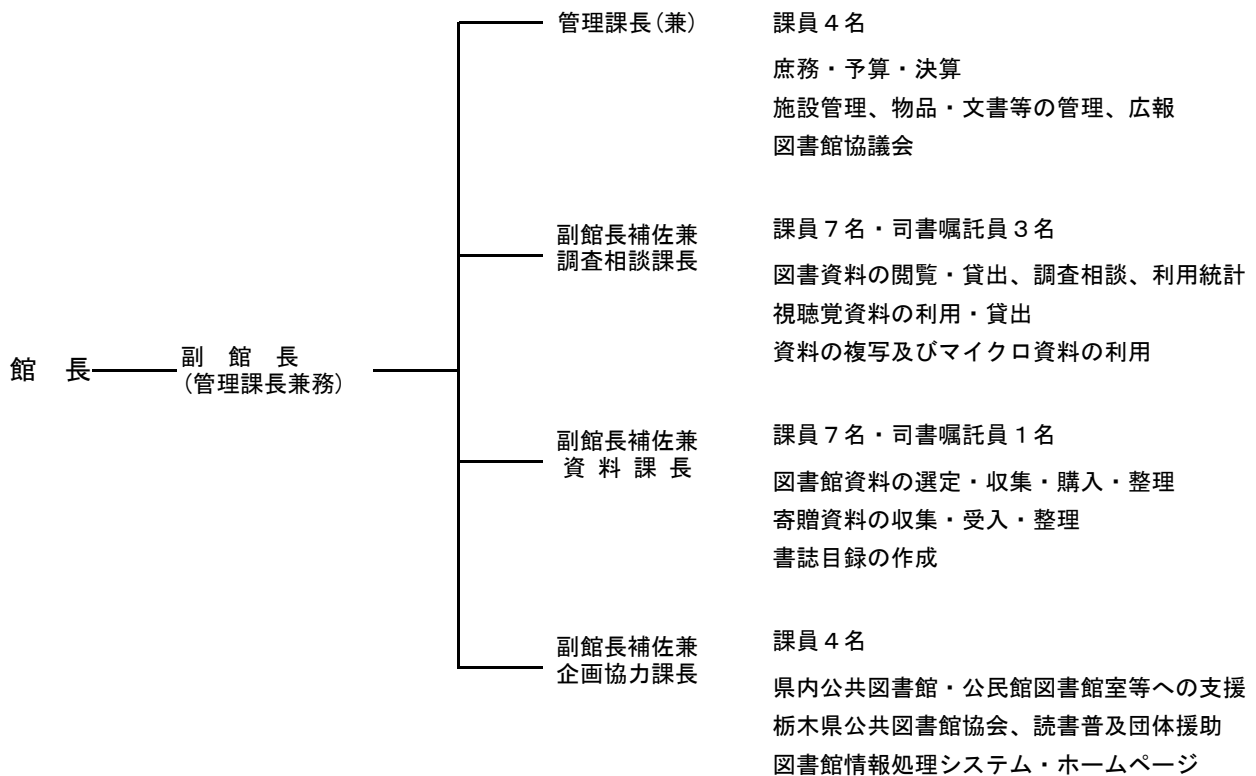 館　長
副　館　長
(管理課長兼務)
管理課長(兼)
課員４名
庶務・予算・決算
施設管理、物品・文書等の管理、広報
図書館協議会
副館長補佐兼
調査相談課長
課員７名・司書嘱託員３名
図書資料の閲覧・貸出、調査相談、利用統計
視聴覚資料の利用・貸出
資料の複写及びマイクロ資料の利用
副館長補佐兼
資 料 課 長
課員７名・司書嘱託員１名
図書館資料の選定・収集・購入・整理
寄贈資料の収集・受入・整理
書誌目録の作成
副館長補佐兼
企画協力課長
課員４名
県内公共図書館・公民館図書館室等への支援
栃木県公共図書館協会、読書普及団体援助
図書館情報処理システム・ホームページ